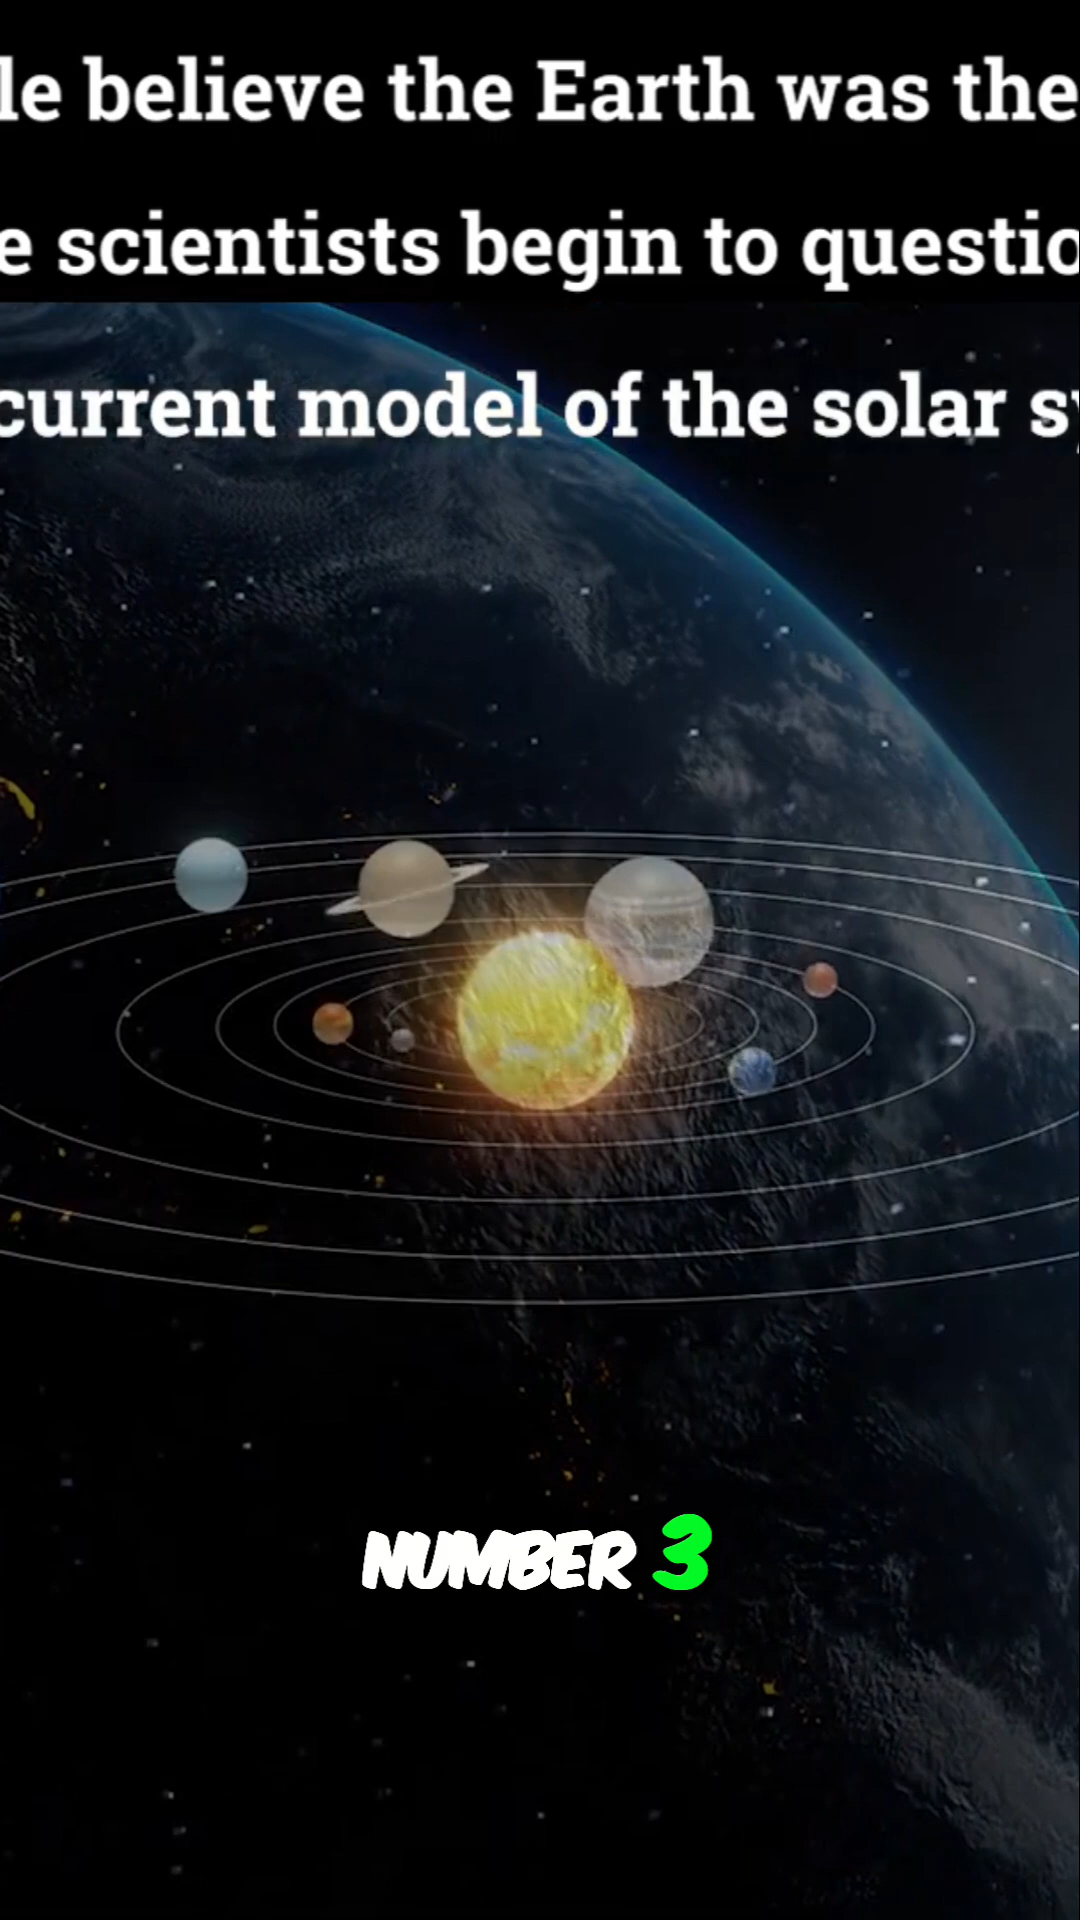 le believe the Earth was the
e scientists begin to questio
current model of the solar sy
NUMBER 3